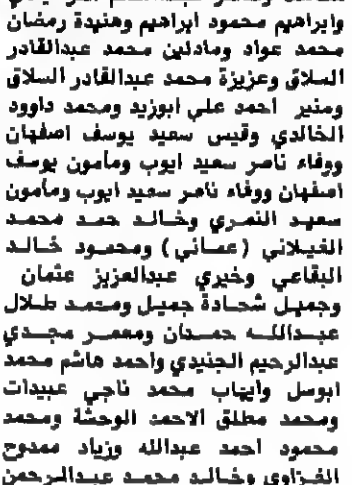 وابراهيم محمود ابراهيم وهنيدة رمضان
محمد عواد ومادلين محمد عبدالقادر
السلاق وعزيزة محمد عبدالقادر السلاق
ومنير احمد علي ابوزيد ومحمد داوود
الخالدي وقيس سعيد يوسف اصفهان
ووفاء ناصر سعيد ايوب ومأمون يوسف
اصفهان ووفاء ناصر سعيد ايوب ومامون
سعيد النمري وخالد حمد محمد
الغيلاني (عماني) ومحمود خالد
البقاعي وخيري عبدالعزيز عثمان
وجميل شحادة جميل ومحمد طلال
عبدالله حمدان ومعمر مجدي
عبدالرحيم الجنيدي واحمد هاشم محمد
ابوسل وايهاب محمد ناجي عبيدات
ومحمد مطلق الاحمد الوحشة ومحمد
محمود احمد عبدالله وزياد ممدوح
الغزاوي وخالد محمد عبدالرحمن